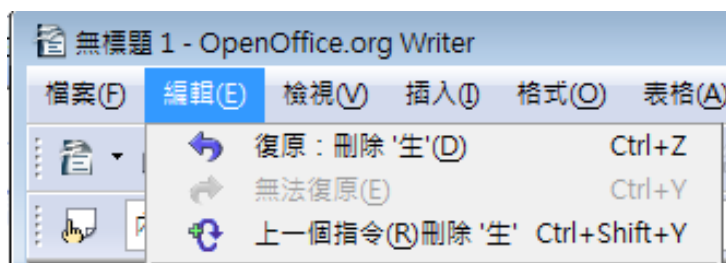 無標題 1 - OpenOffice.org Writer
檔案(F) 編輯(E) 檢視(V) 插入(I) 格式(O) 表格(A)
復原：刪除 '生'(D) Ctrl+Z
無法復原(E) Ctrl+Y
上一個指令(R)刪除 '生' Ctrl+Shift+Y